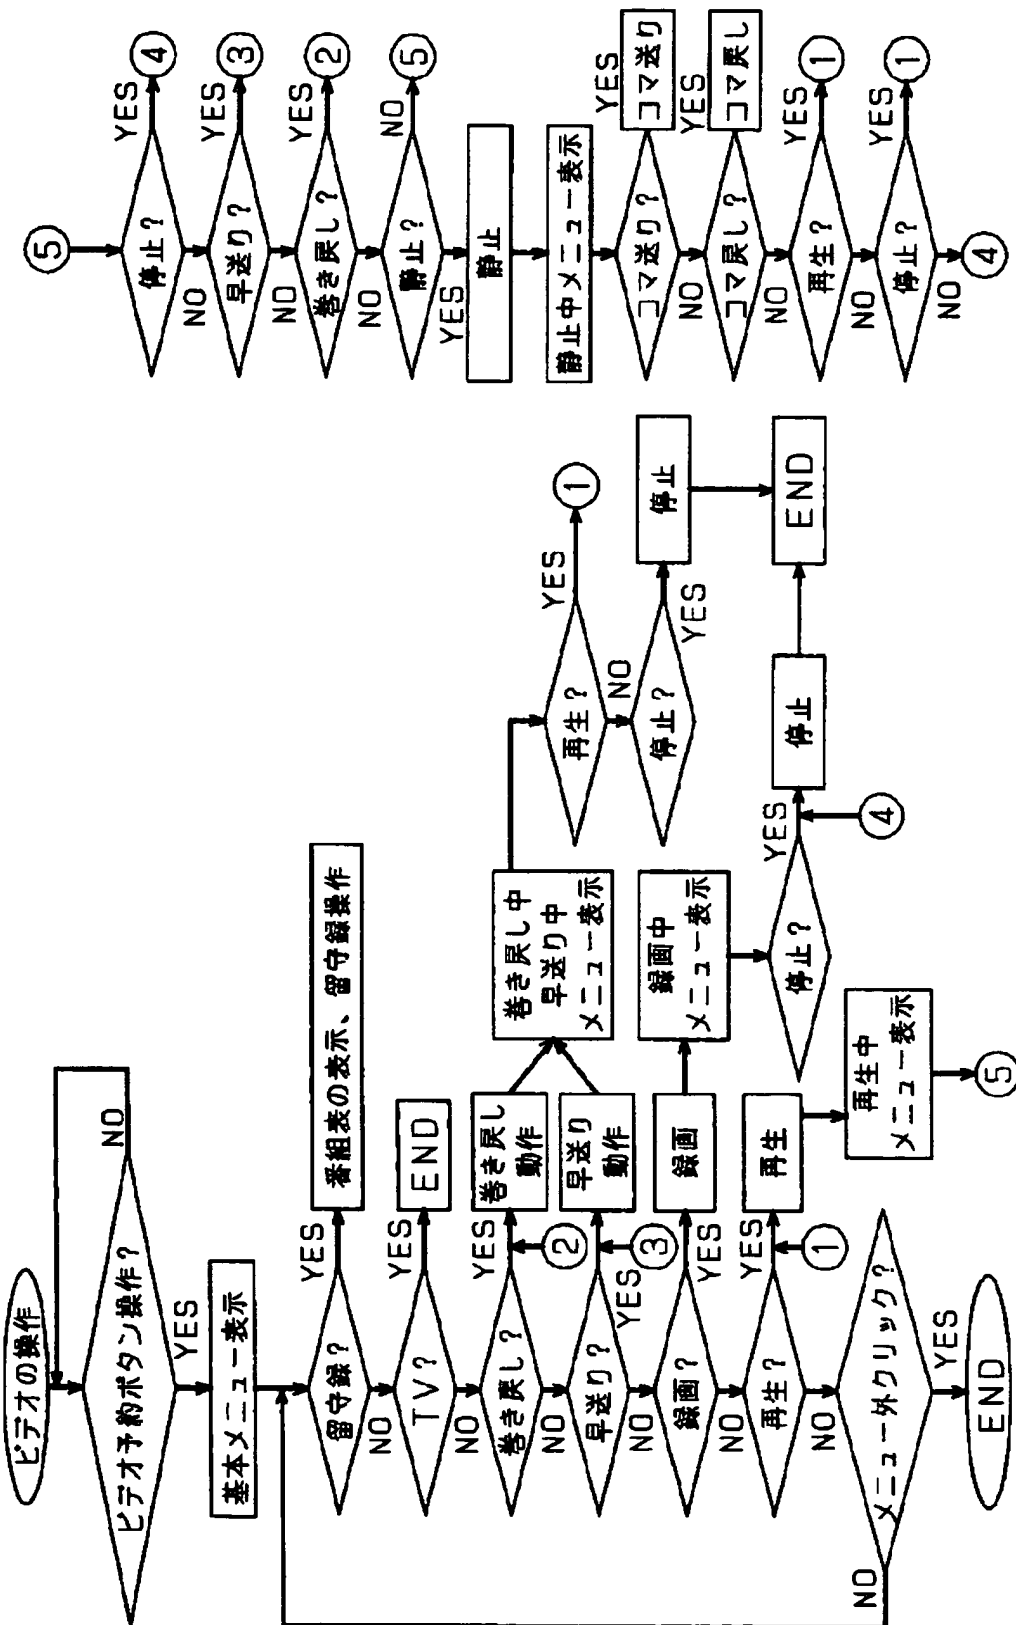 ビデオの操作
ビデオ予約ボタン操作?
NO
YES
基本メニュー表示
留守録?
YES
番組表の表示、留守録操作
NO
TV?
YES
END
NO
巻き戻し?
YES
②
巻き戻し
動作
NO
早送り?
YES
③
早送り
動作
巻き戻し中
早送り中
メニュー表示
再生?
YES
①
NO
停止?
YES
停止
END
NO
録画?
YES
録画
録画中
メニュー表示
停止?
YES
④
停止
NO
再生?
YES
①
再生
再生中
メニュー表示
⑤
NO
メニュー外クリック?
NO
YES
END
⑤
停止?
YES
④
NO
早送り?
YES
③
NO
巻き戻し?
YES
②
NO
静止?
NO
⑤
YES
静止
静止中メニュー表示
コマ送り?
YES
コマ送り
NO
コマ戻し?
YES
コマ戻し
NO
再生?
YES
①
NO
停止?
YES
①
NO
④